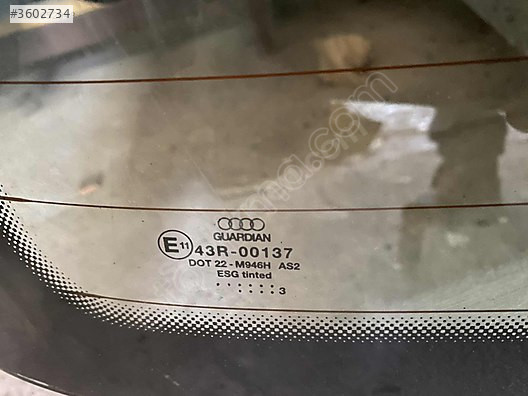 #3602734
GUARDIAN
E11 43R-00137
DOT 22-M946H AS2
ESG tinted
. . . . . . 3